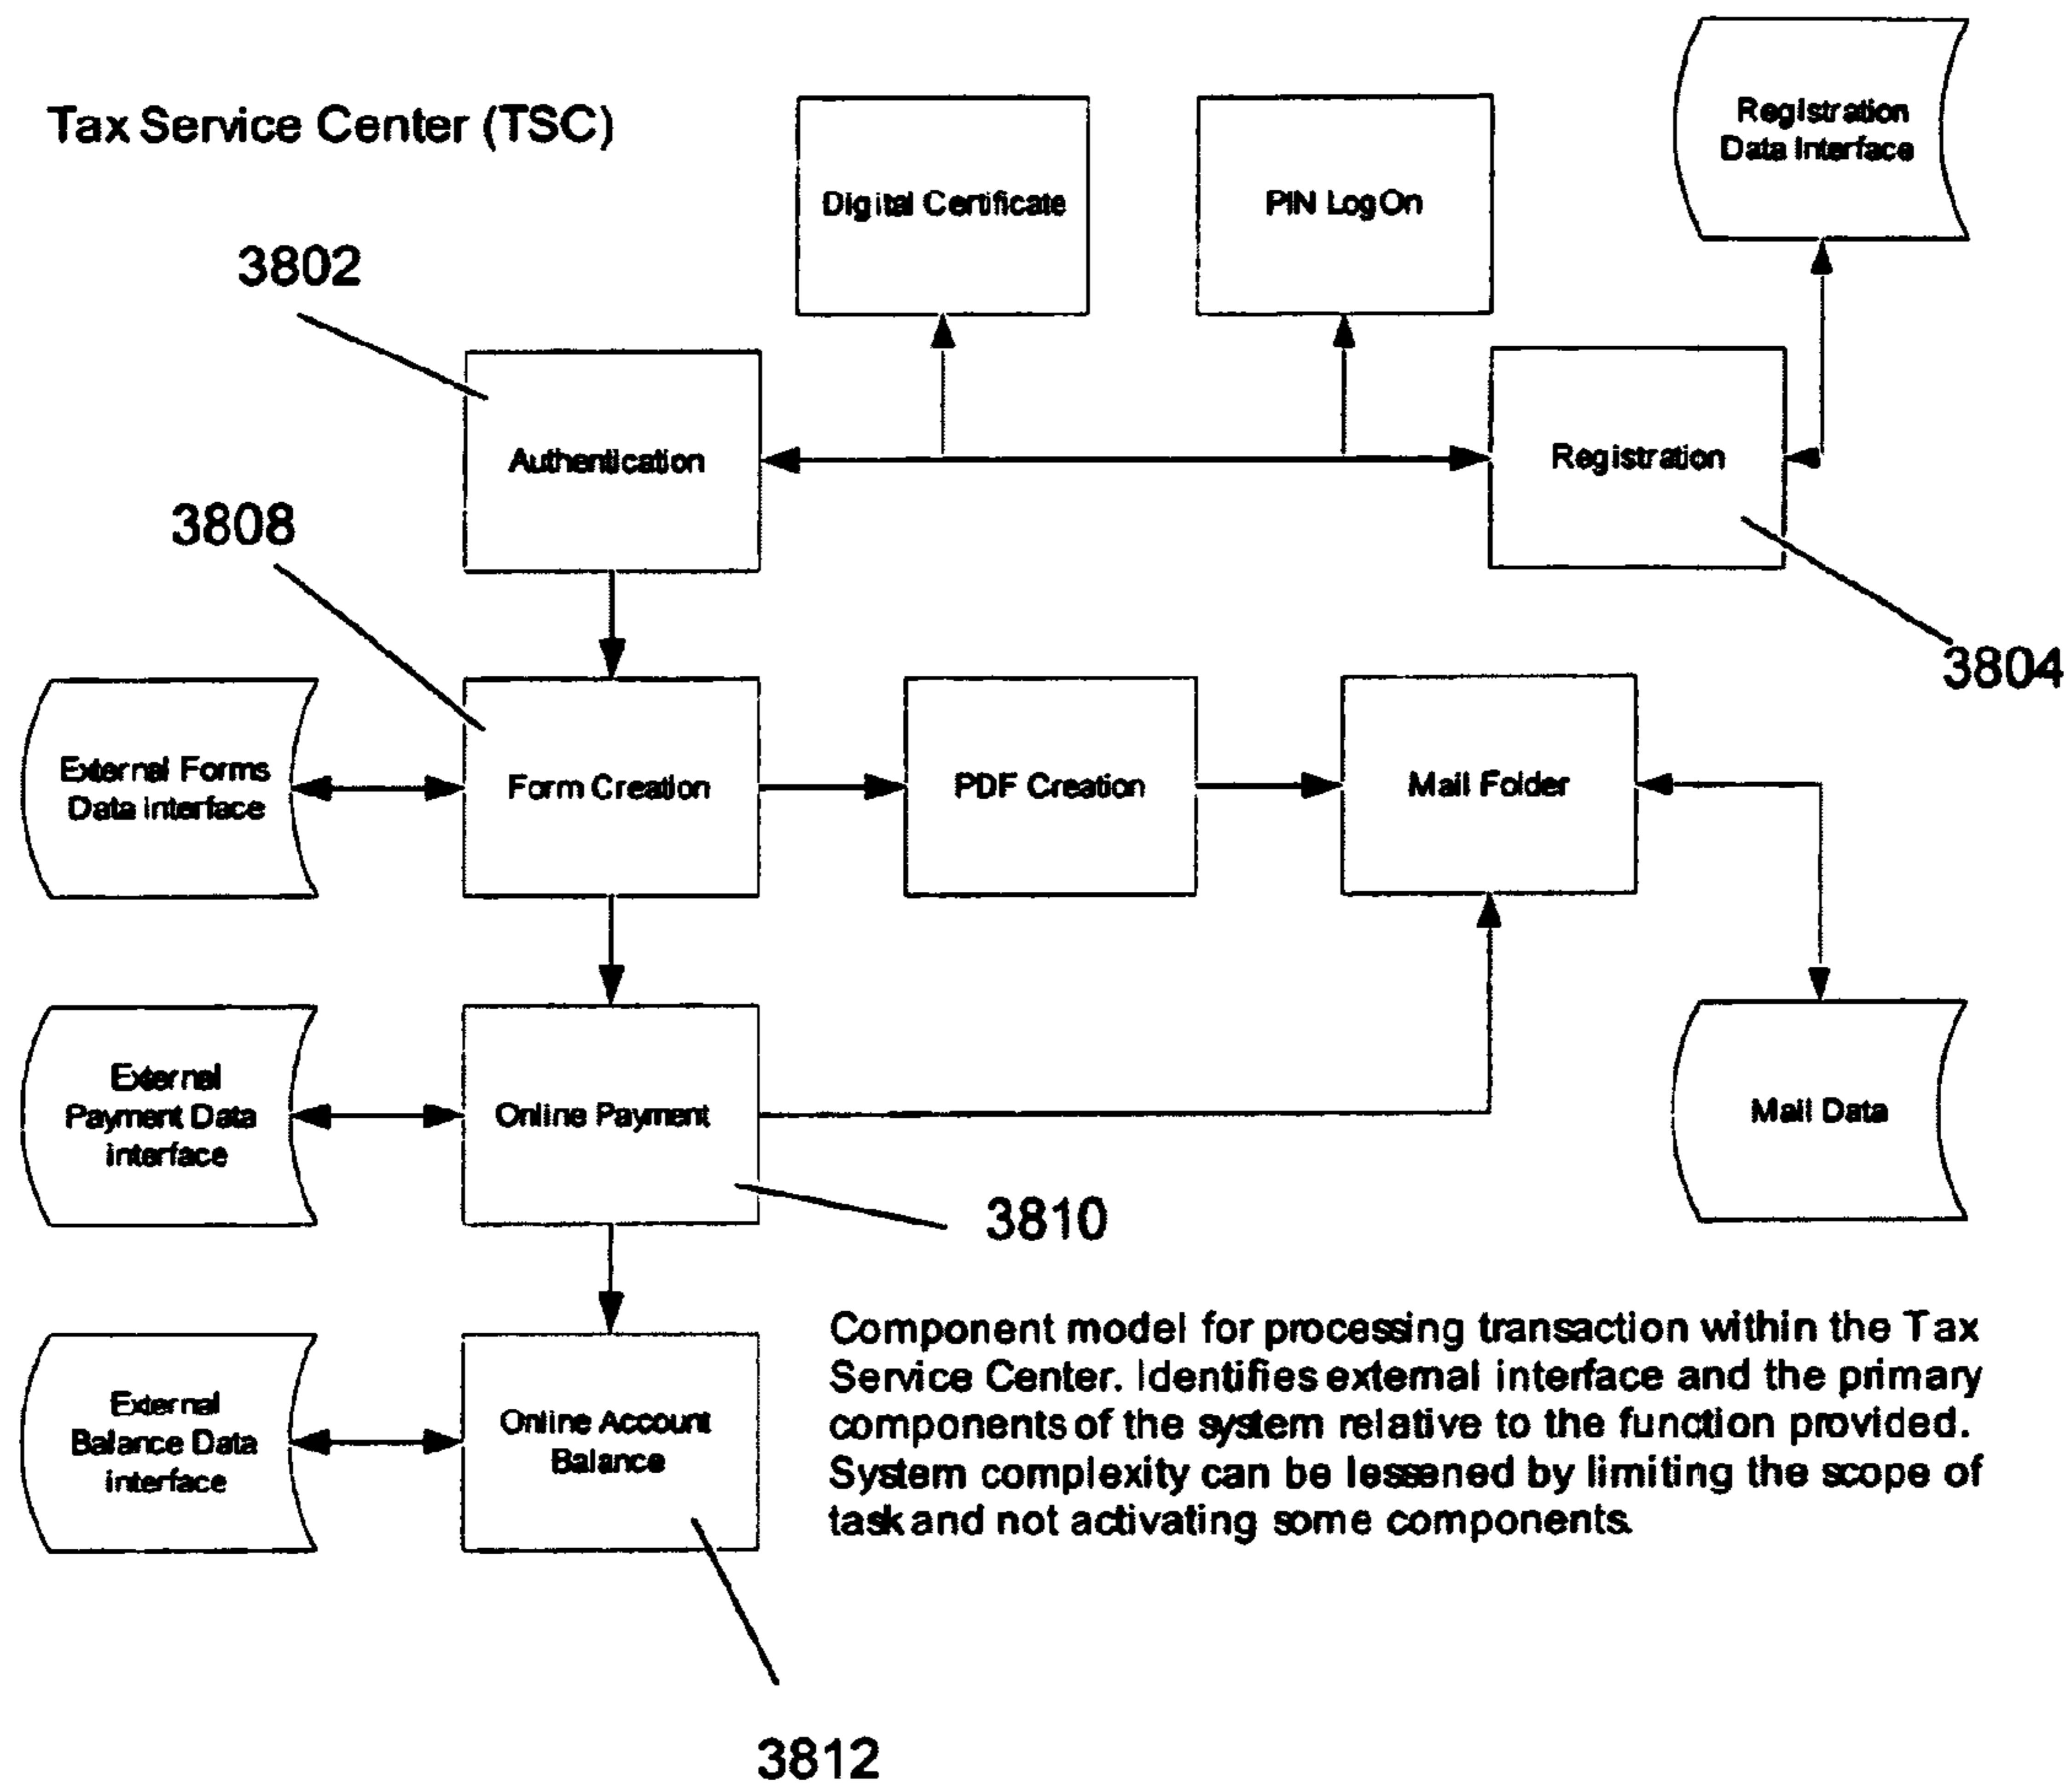 Tax Service Center (TSC)
Registration
Data Interface
Digital Certificate
PIN Log On
3802
Authentication
Registration
3808
3804
External Forms
Data interface
Form Creation
PDF Creation
Mail Folder
External
Payment Data
interface
Online Payment
Mail Data
3810
External
Balance Data
interface
Online Account
Balance
Component model for processing transaction within the Tax
Service Center. Identifies external interface and the primary
components of the system relative to the function provided.
System complexity can be lessened by limiting the scope of
task and not activating some components.
3812